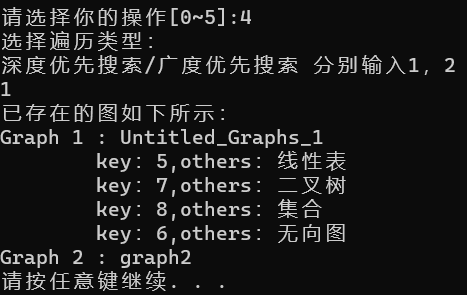 请选择你的操作[0~5]:4
选择遍历类型：
深度优先搜索/广度优先搜索 分别输入1，2
1
已存在的图如下所示：
Graph 1 : Untitled_Graphs_1
key: 5,others: 线性表
key: 7,others: 二叉树
key: 8,others: 集合
key: 6,others: 无向图
Graph 2 : graph2
请按任意键继续. . .